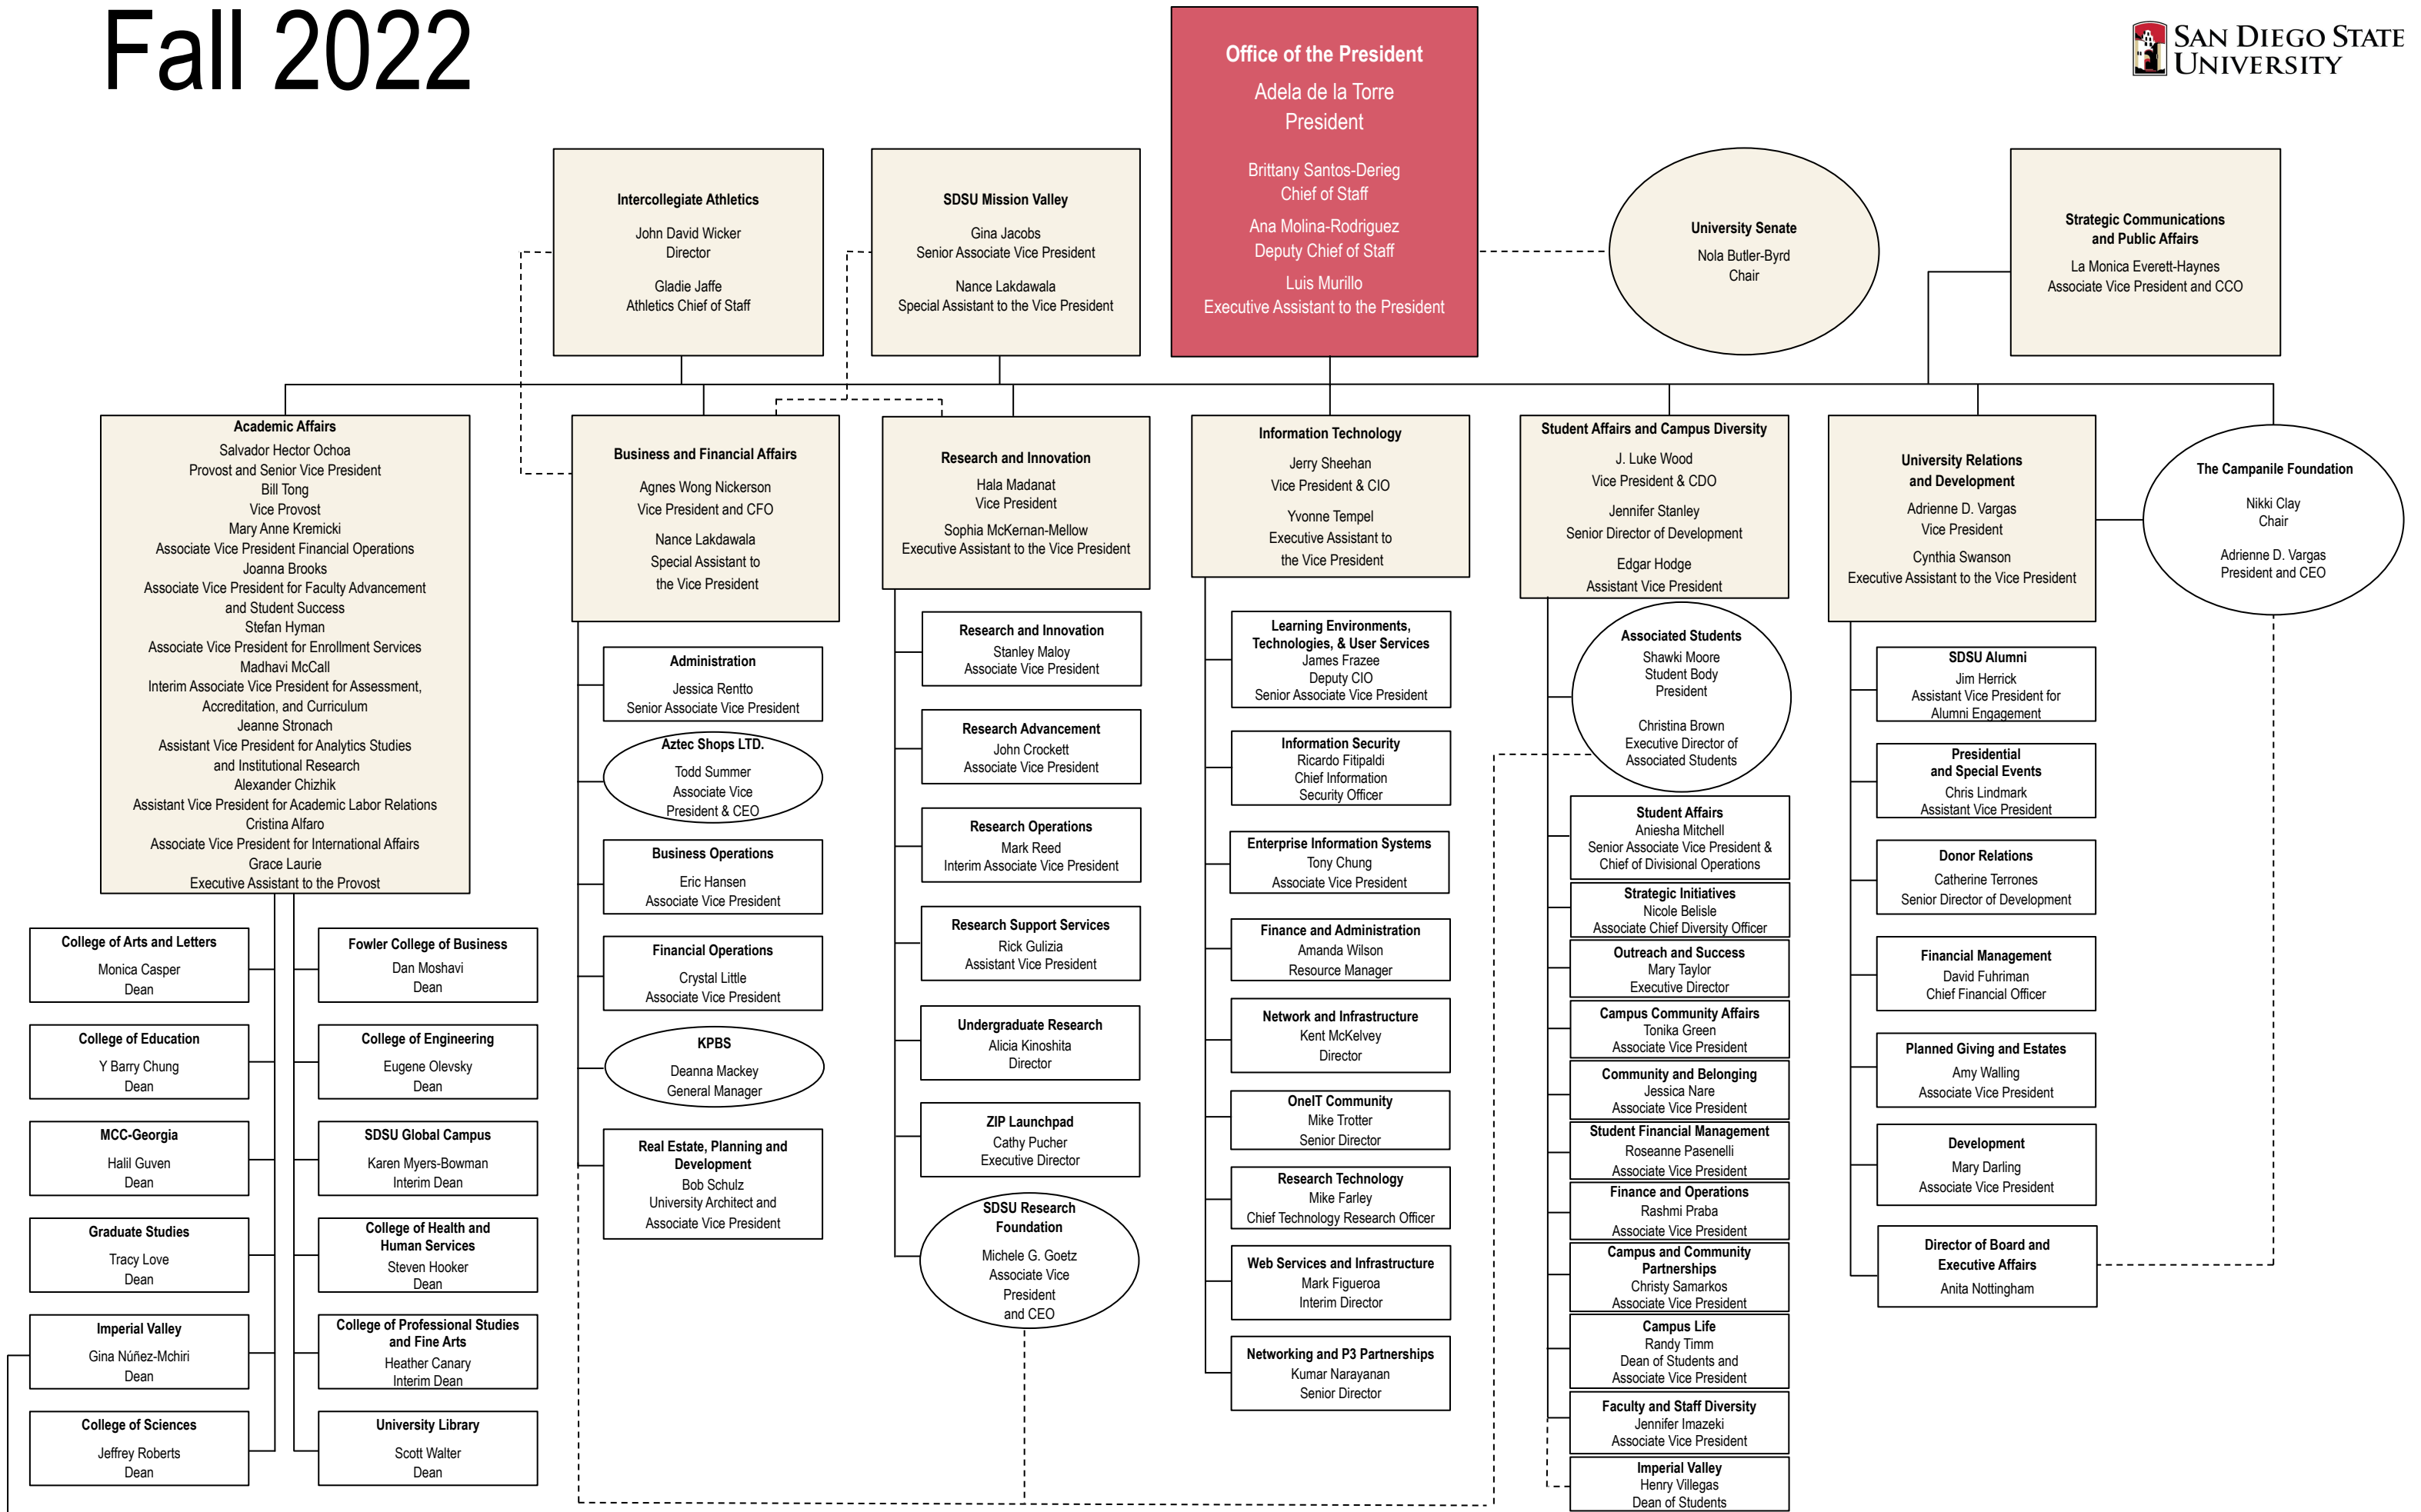 Fall 2022
SAN DIEGO STATE
UNIVERSITY
Office of the President
Adela de la Torre
President
Brittany Santos-Derieg
Chief of Staff
Ana Molina-Rodriguez
Deputy Chief of Staff
Luis Murillo
Executive Assistant to the President
Intercollegiate Athletics
John David Wicker
Director
Gladie Jaffe
Athletics Chief of Staff
SDSU Mission Valley
Gina Jacobs
Senior Associate Vice President
Nance Lakdawala
Special Assistant to the Vice President
University Senate
Nola Butler-Byrd
Chair
Strategic Communications
and Public Affairs
La Monica Everett-Haynes
Associate Vice President and CCO
Academic Affairs
Salvador Hector Ochoa
Provost and Senior Vice President
Bill Tong
Vice Provost
Mary Anne Kremicki
Associate Vice President Financial Operations
Joanna Brooks
Associate Vice President for Faculty Advancement
and Student Success
Stefan Hyman
Associate Vice President for Enrollment Services
Madhavi McCall
Interim Associate Vice President for Assessment,
Accreditation, and Curriculum
Jeanne Stronach
Assistant Vice President for Analytics Studies
and Institutional Research
Alexander Chizhik
Assistant Vice President for Academic Labor Relations
Cristina Alfaro
Associate Vice President for International Affairs
Grace Laurie
Executive Assistant to the Provost
College of Arts and Letters
Monica Casper
Dean
College of Education
Y Barry Chung
Dean
MCC-Georgia
Halil Guven
Dean
Graduate Studies
Tracy Love
Dean
Imperial Valley
Gina Núñez-Mchiri
Dean
College of Sciences
Jeffrey Roberts
Dean
Fowler College of Business
Dan Moshavi
Dean
College of Engineering
Eugene Olevsky
Dean
SDSU Global Campus
Karen Myers-Bowman
Interim Dean
College of Health and
Human Services
Steven Hooker
Dean
College of Professional Studies
and Fine Arts
Heather Canary
Interim Dean
University Library
Scott Walter
Dean
Business and Financial Affairs
Agnes Wong Nickerson
Vice President and CFO
Nance Lakdawala
Special Assistant to
the Vice President
Administration
Jessica Rentto
Senior Associate Vice President
Aztec Shops LTD.
Todd Summer
Associate Vice
President & CEO
Business Operations
Eric Hansen
Associate Vice President
Financial Operations
Crystal Little
Associate Vice President
KPBS
Deanna Mackey
General Manager
Real Estate, Planning and
Development
Bob Schulz
University Architect and
Associate Vice President
Research and Innovation
Hala Madanat
Vice President
Sophia McKernan-Mellow
Executive Assistant to the Vice President
Research and Innovation
Stanley Maloy
Associate Vice President
Research Advancement
John Crockett
Associate Vice President
Research Operations
Mark Reed
Interim Associate Vice President
Research Support Services
Rick Gulizia
Assistant Vice President
Undergraduate Research
Alicia Kinoshita
Director
ZIP Launchpad
Cathy Pucher
Executive Director
SDSU Research
Foundation
Michele G. Goetz
Associate Vice
President
and CEO
Information Technology
Jerry Sheehan
Vice President & CIO
Yvonne Tempel
Executive Assistant to
the Vice President
Learning Environments,
Technologies, & User Services
James Frazee
Deputy CIO
Senior Associate Vice President
Information Security
Ricardo Fitipaldi
Chief Information
Security Officer
Enterprise Information Systems
Tony Chung
Associate Vice President
Finance and Administration
Amanda Wilson
Resource Manager
Network and Infrastructure
Kent McKelvey
Director
OneIT Community
Mike Trotter
Senior Director
Research Technology
Mike Farley
Chief Technology Research Officer
Web Services and Infrastructure
Mark Figueroa
Interim Director
Networking and P3 Partnerships
Kumar Narayanan
Senior Director
Student Affairs and Campus Diversity
J. Luke Wood
Vice President & CDO
Jennifer Stanley
Senior Director of Development
Edgar Hodge
Assistant Vice President
Associated Students
Shawki Moore
Student Body
President
Christina Brown
Executive Director of
Associated Students
Student Affairs
Aniesha Mitchell
Senior Associate Vice President &
Chief of Divisional Operations
Strategic Initiatives
Nicole Belisle
Associate Chief Diversity Officer
Outreach and Success
Mary Taylor
Executive Director
Campus Community Affairs
Tonika Green
Associate Vice President
Community and Belonging
Jessica Nare
Associate Vice President
Student Financial Management
Roseanne Pasenelli
Associate Vice President
Finance and Operations
Rashmi Praba
Associate Vice President
Campus and Community
Partnerships
Christy Samarkos
Associate Vice President
Campus Life
Randy Timm
Dean of Students and
Associate Vice President
Faculty and Staff Diversity
Jennifer Imazeki
Associate Vice President
Imperial Valley
Henry Villegas
Dean of Students
University Relations
and Development
Adrienne D. Vargas
Vice President
Cynthia Swanson
Executive Assistant to the Vice President
SDSU Alumni
Jim Herrick
Assistant Vice President for
Alumni Engagement
Presidential
and Special Events
Chris Lindmark
Assistant Vice President
Donor Relations
Catherine Terrones
Senior Director of Development
Financial Management
David Fuhriman
Chief Financial Officer
Planned Giving and Estates
Amy Walling
Associate Vice President
Development
Mary Darling
Associate Vice President
Director of Board and
Executive Affairs
Anita Nottingham
The Campanile Foundation
Nikki Clay
Chair
Adrienne D. Vargas
President and CEO